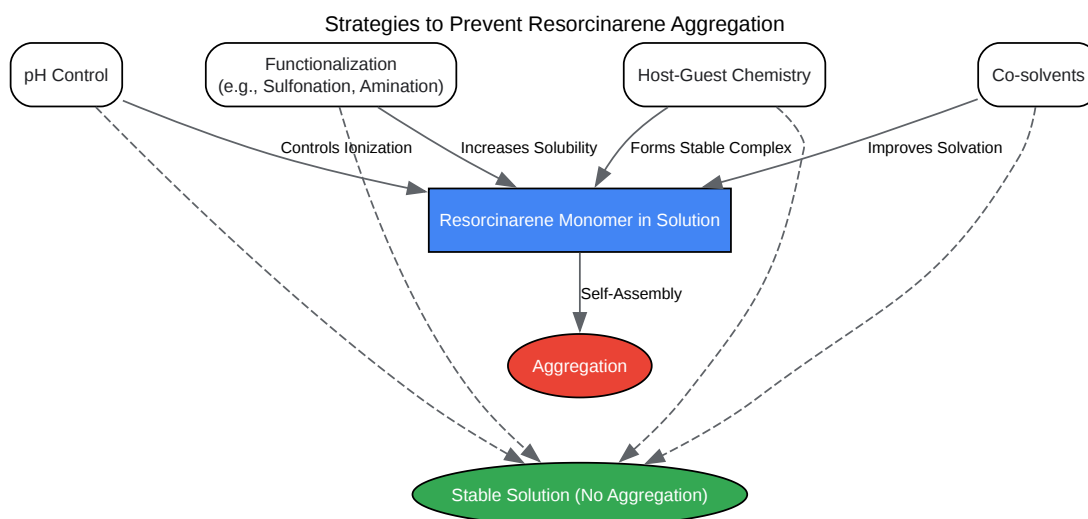 Strategies to Prevent Resorcinarene Aggregation
pH Control
Functionalization
(e.g., Sulfonation, Amination)
Host-Guest Chemistry
Co-solvents
Controls Ionization
Increases Solubility
Forms Stable Complex
Improves Solvation
Resorcinarene Monomer in Solution
Self-Assembly
Aggregation
Stable Solution (No Aggregation)